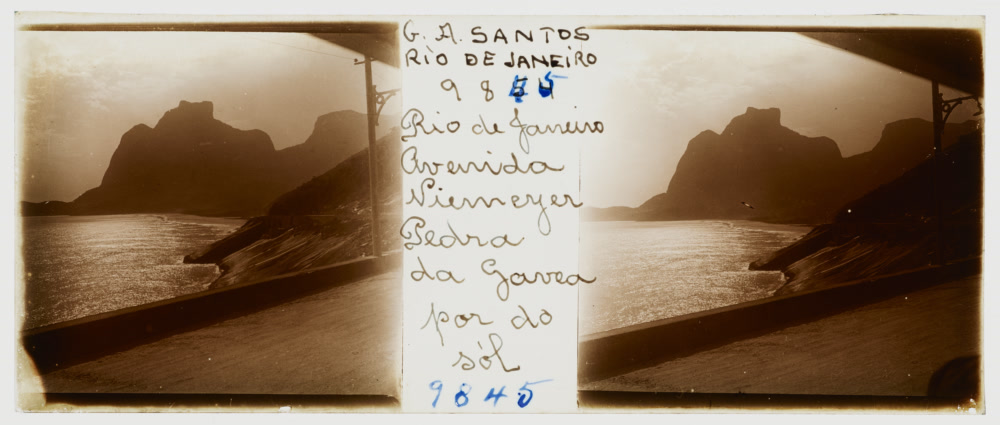 G. A. SANTOS
RIO DE JANEIRO
9845
Rio de Janeiro
Avenida
Niemeyer
Pedra
da Gavea
por do
sól
9845